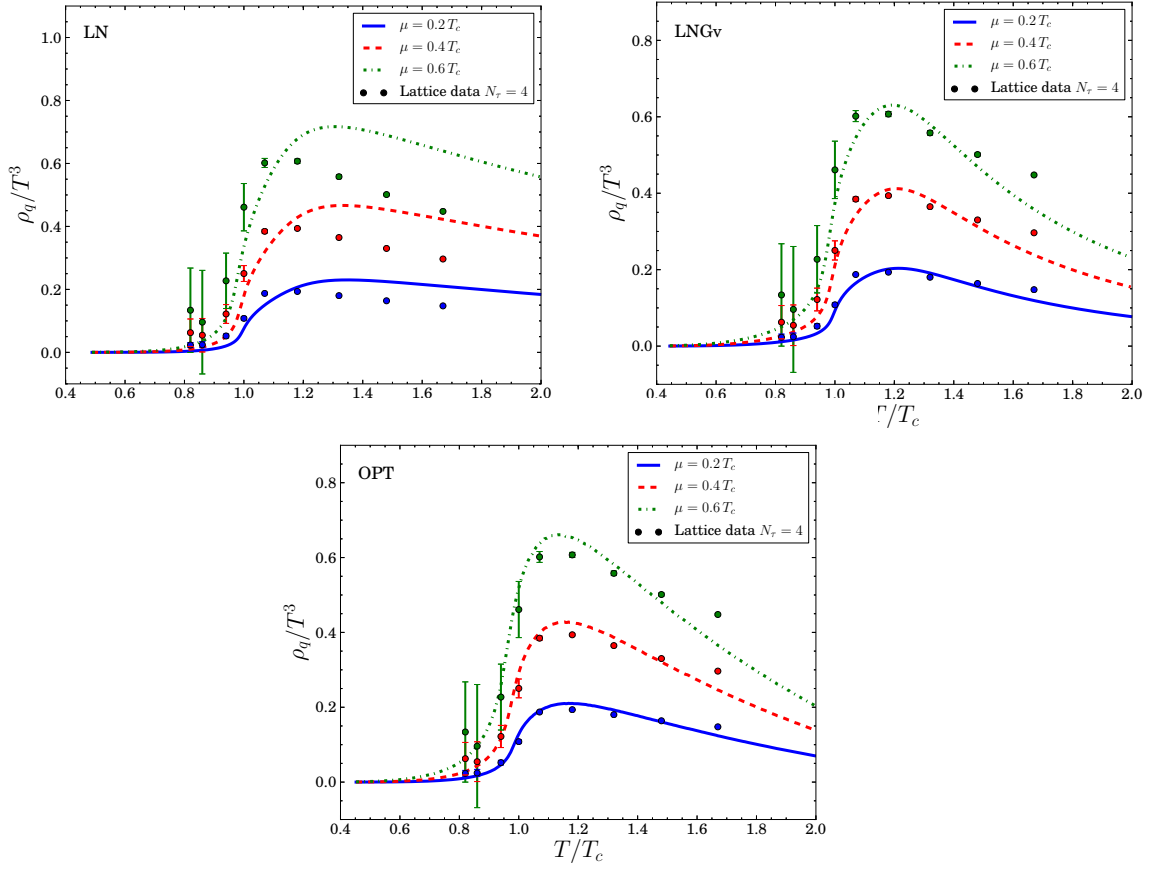 LN
μ = 0.2 T_c
μ = 0.4 T_c
μ = 0.6 T_c
Lattice data N_τ = 4
ρ_q/T^3
1.0
0.8
0.6
0.4
0.2
0.0
0.4 0.6 0.8 1.0 1.2 1.4 1.6 1.8 2.0
LNGv
μ = 0.2 T_c
μ = 0.4 T_c
μ = 0.6 T_c
Lattice data N_τ = 4
ρ_q/T^3
0.8
0.6
0.4
0.2
0.0
0.4 0.6 0.8 1.0 1.2 1.4 1.6 1.8 2.0
T/T_c
OPT
μ = 0.2 T_c
μ = 0.4 T_c
μ = 0.6 T_c
Lattice data N_τ = 4
ρ_q/T^3
0.8
0.6
0.4
0.2
0.0
0.4 0.6 0.8 1.0 1.2 1.4 1.6 1.8 2.0
T/T_c